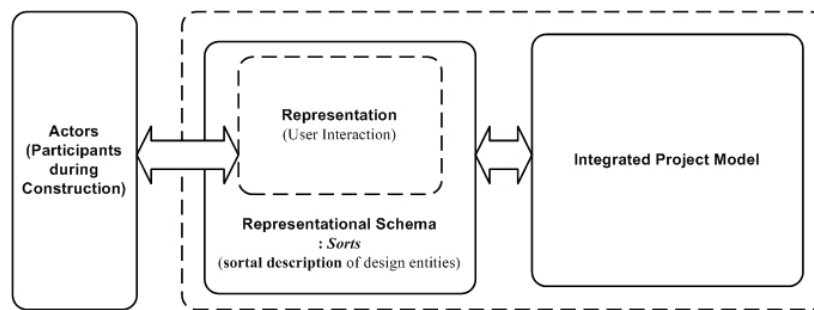 Actors
(Participants
during
Construction)
Representation
(User Interaction)
Representational Schema
: Sorts
(sortal description of design entities)
Integrated Project Model